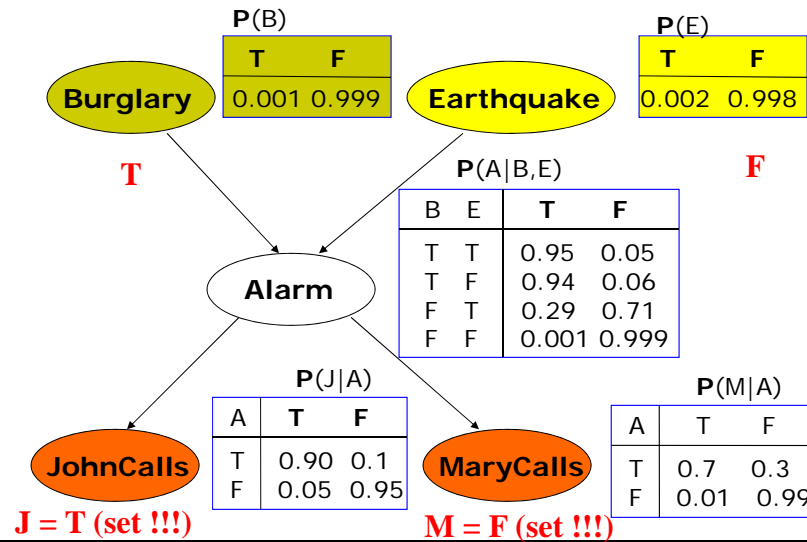 P(B)
T F
0.001 0.999
Burglary
T
P(E)
T F
0.002 0.998
Earthquake
F
P(A|B,E)
B E T F
T T 0.95 0.05
T F 0.94 0.06
F T 0.29 0.71
F F 0.001 0.999
Alarm
P(J|A)
A T F
T 0.90 0.1
F 0.05 0.95
JohnCalls
J = T (set !!!)
P(M|A)
A T F
T 0.7 0.3
F 0.01 0.99
MaryCalls
M = F (set !!!)